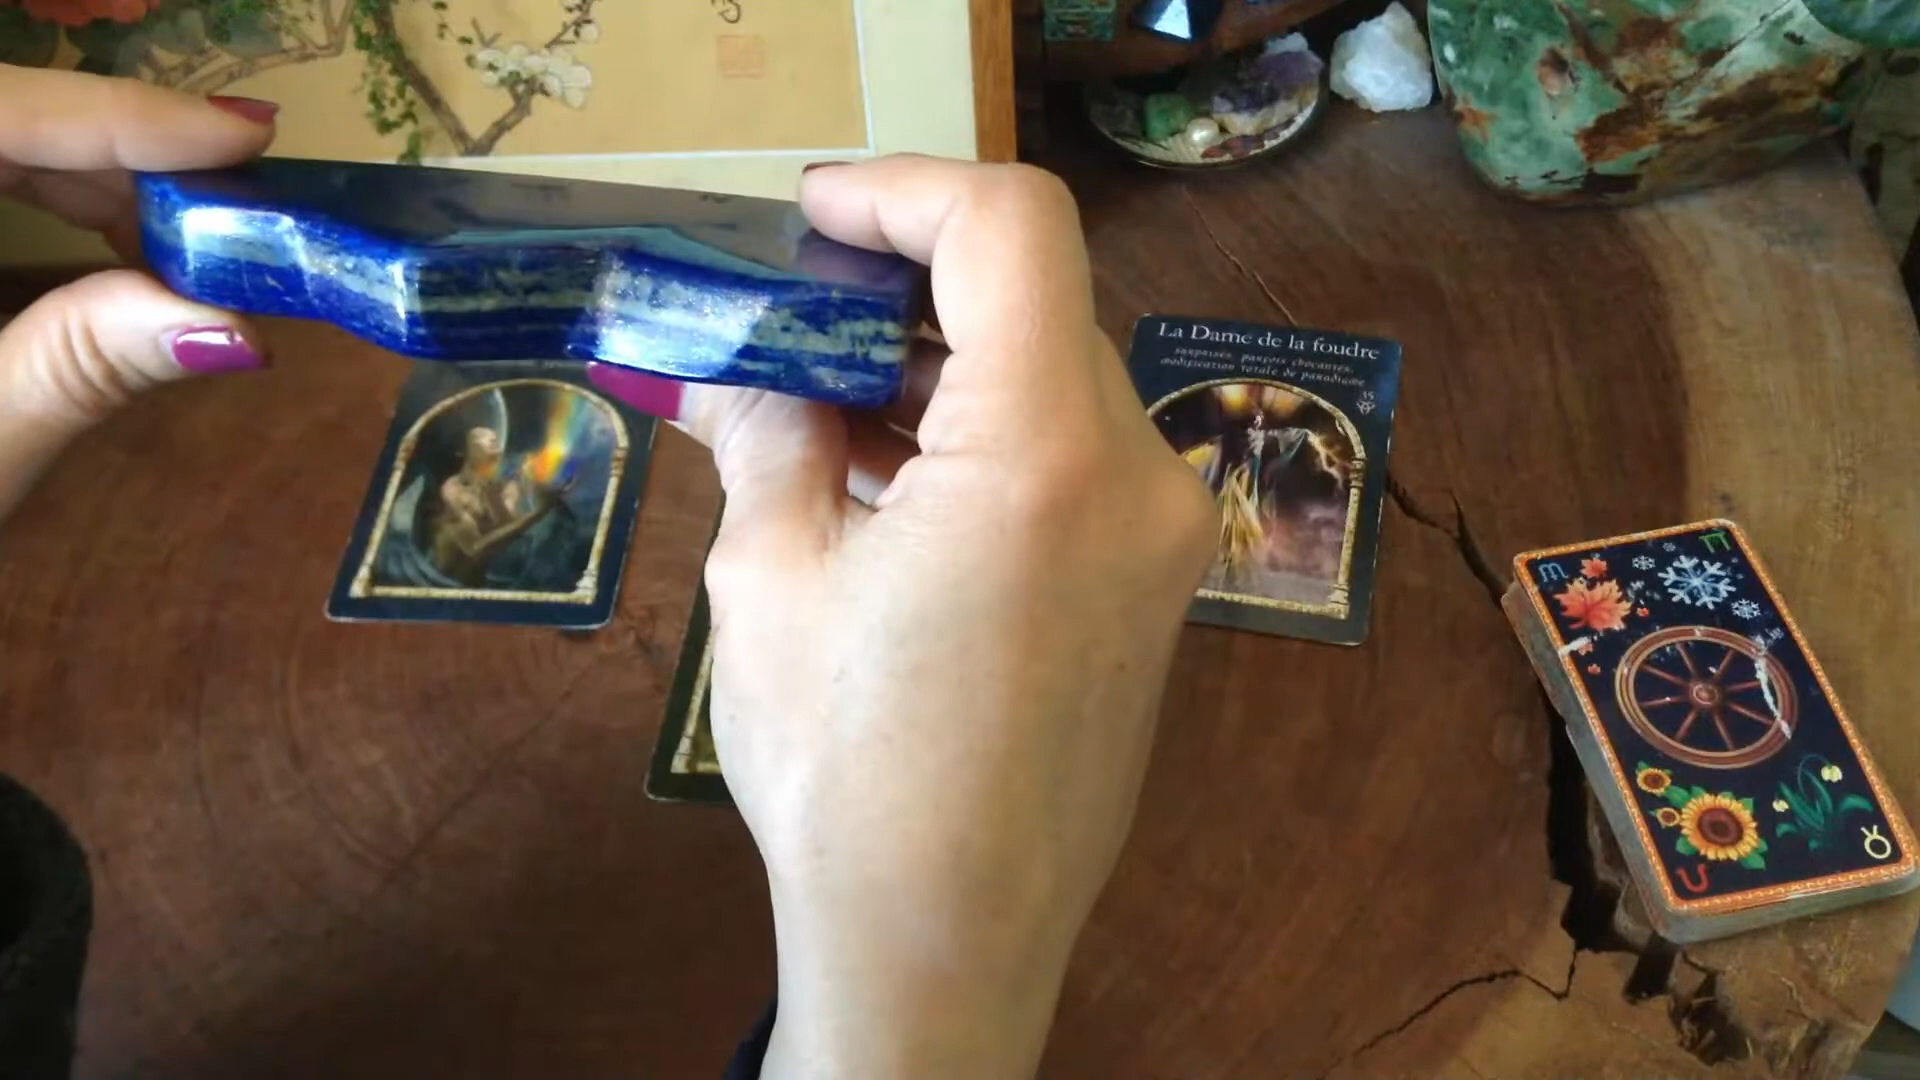 La Dame de la foudre
surprises, parfois choquantes,
modification totale de paradigme
35